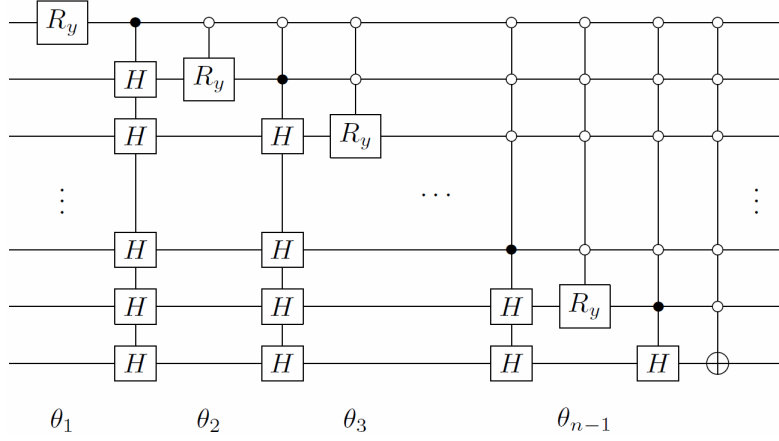 R_y
H R_y
H H R_y
⋮ ⋯ ⋮
H H
H H H R_y
H H H H
θ_1 θ_2 θ_3 θ_{n−1}